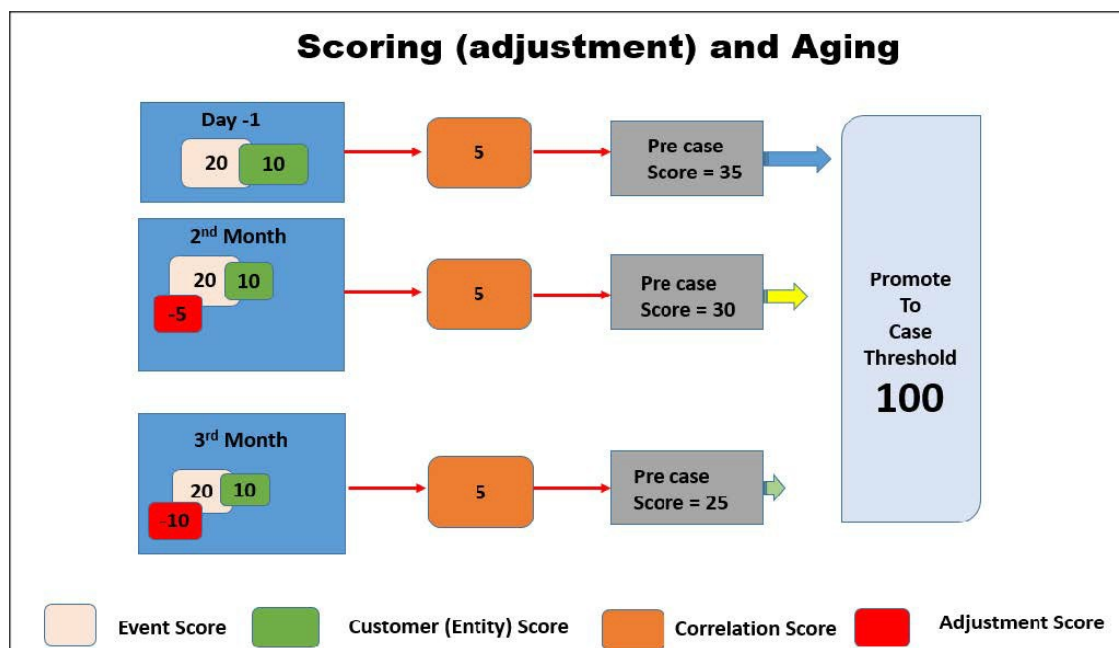 Scoring (adjustment) and Aging
Day -1
20
10
5
Pre case
Score = 35
2nd Month
20
10
-5
5
Pre case
Score = 30
3rd Month
20
10
-10
5
Pre case
Score = 25
Promote
To
Case
Threshold
100
Event Score
Customer (Entity) Score
Correlation Score
Adjustment Score